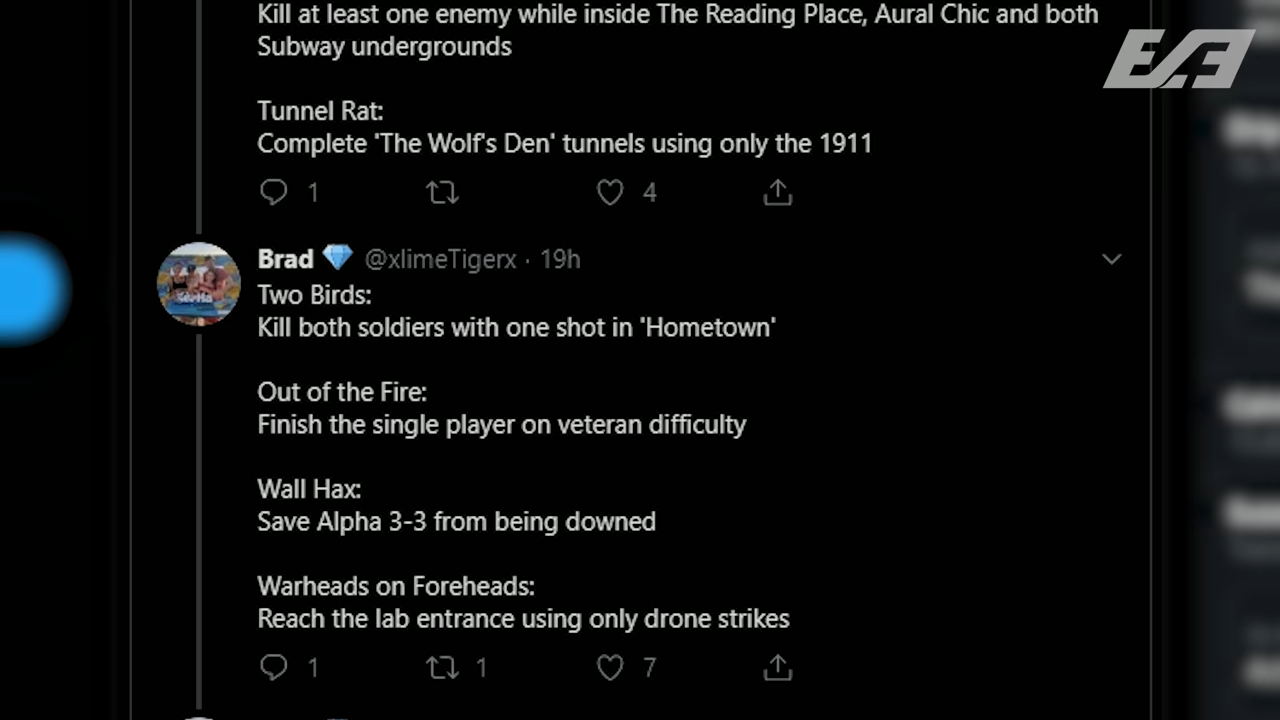 Kill at least one enemy while inside The Reading Place, Aural Chic and both
Subway undergrounds
Tunnel Rat:
Complete 'The Wolf's Den' tunnels using only the 1911
1 4
Brad @xlimeTigerx · 19h
Two Birds:
Kill both soldiers with one shot in 'Hometown'
Out of the Fire:
Finish the single player on veteran difficulty
Wall Hax:
Save Alpha 3-3 from being downed
Warheads on Foreheads:
Reach the lab entrance using only drone strikes
1 1 7